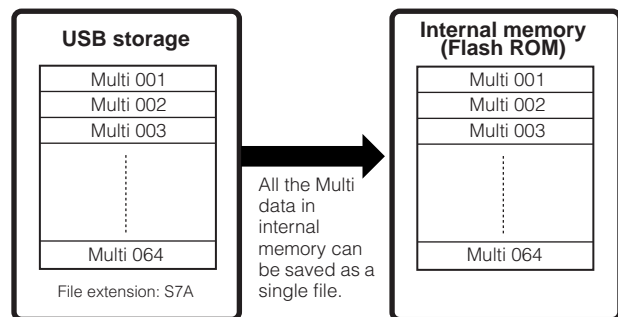 USB storage
Multi 001
Multi 002
Multi 003
Multi 064
File extension: S7A
All the Multi
data in
internal
memory can
be saved as a
single file.
Internal memory
(Flash ROM)
Multi 001
Multi 002
Multi 003
Multi 064